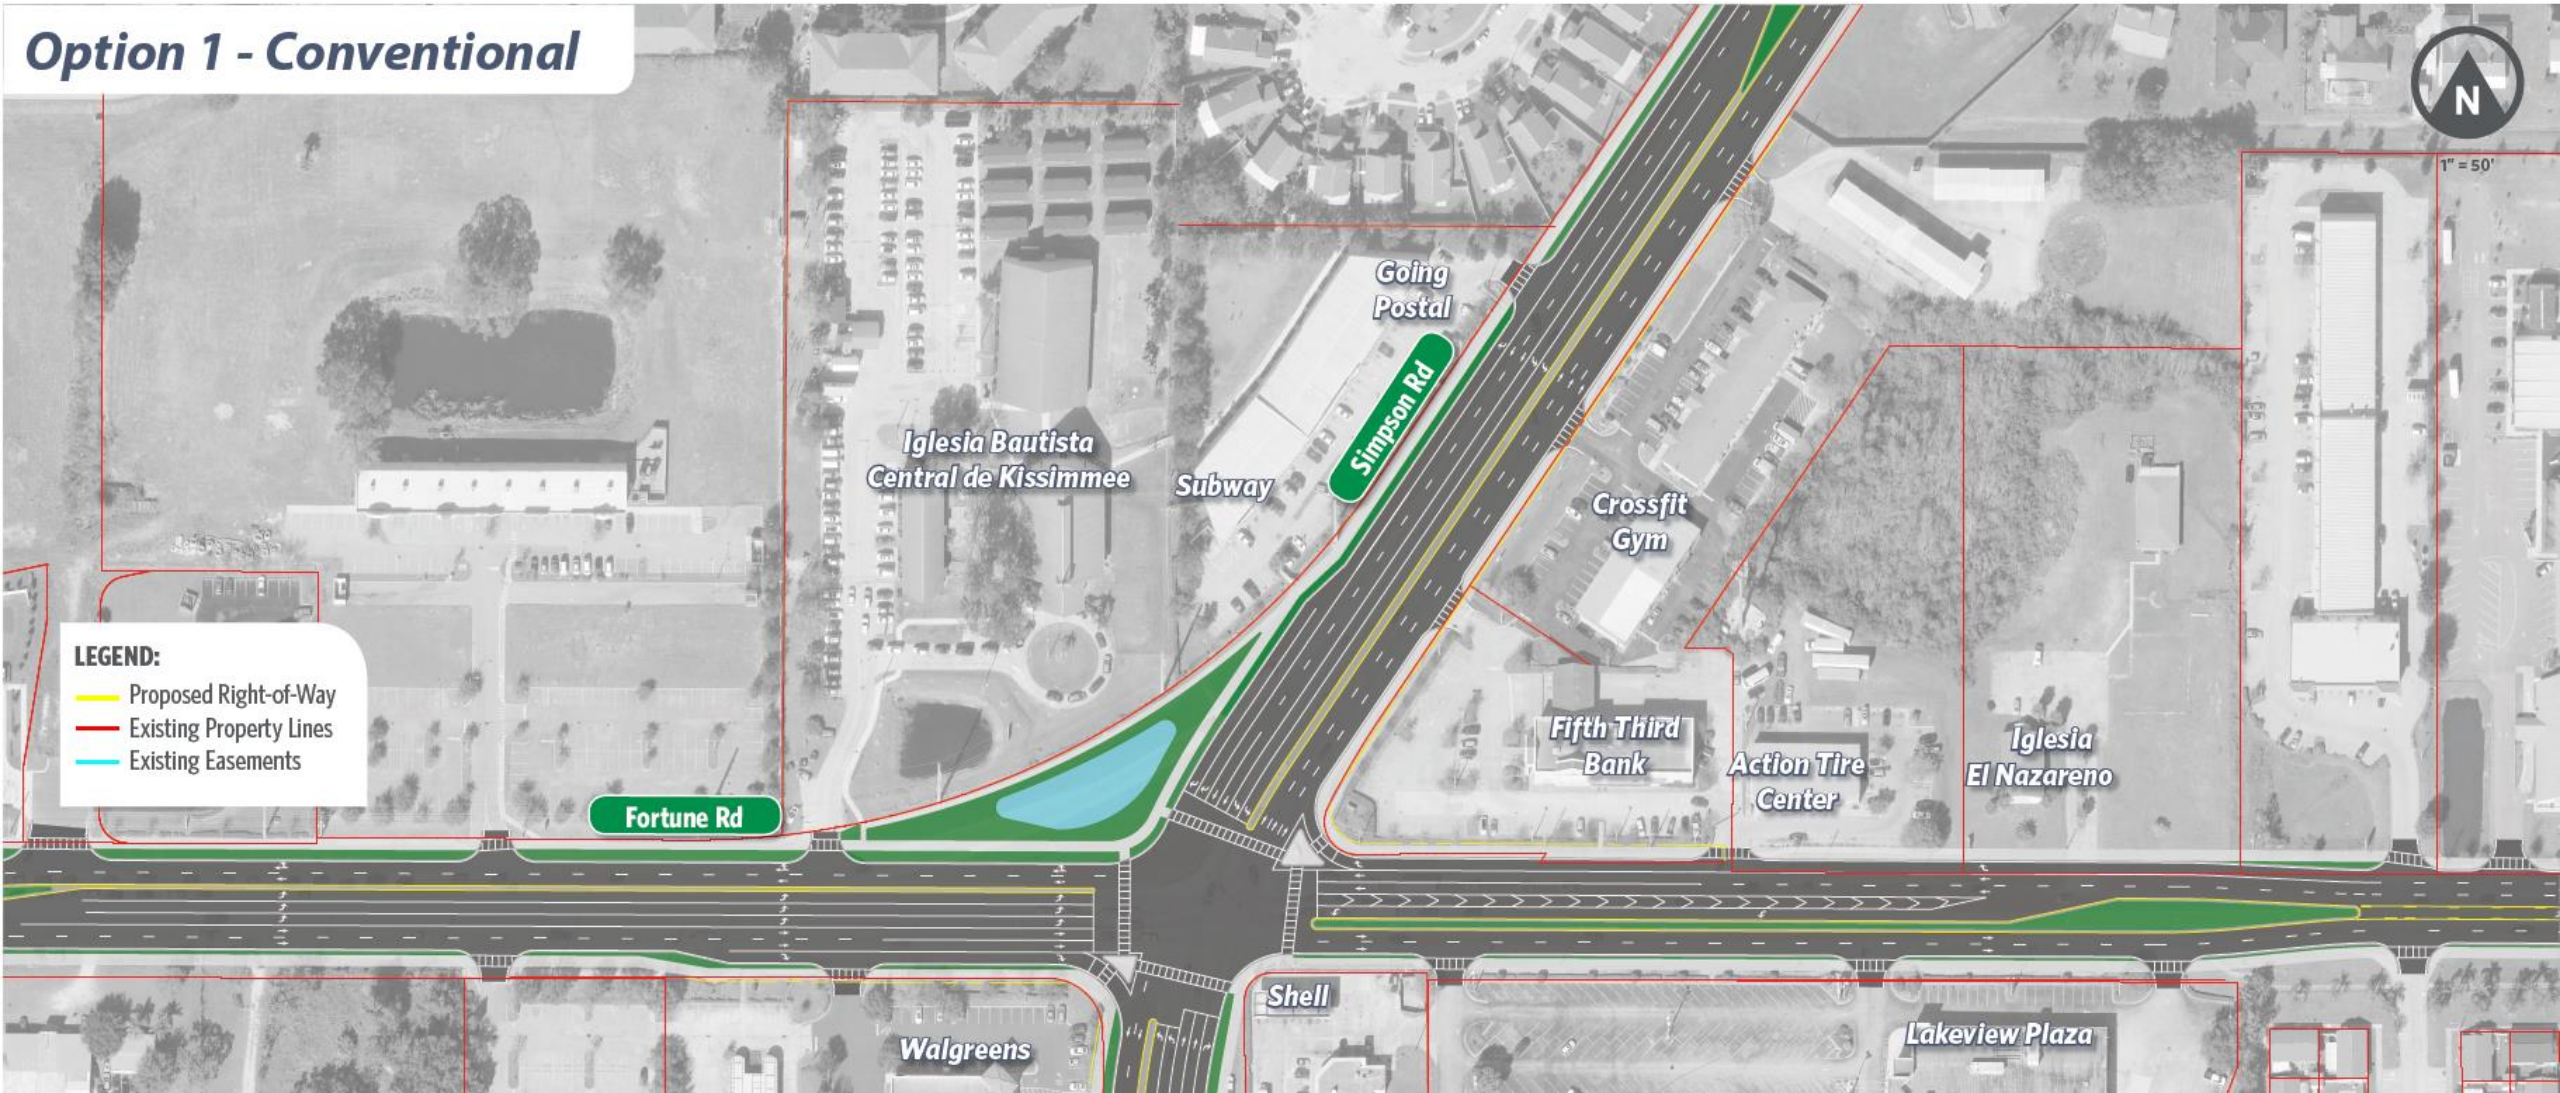 Option 1 - Conventional
N
1" = 50'
Going
Postal
Simpson Rd
Iglesia Bautista
Central de Kissimmee
Subway
Crossfit
Gym
LEGEND:
Proposed Right-of-Way
Existing Property Lines
Existing Easements
Fortune Rd
Fifth Third
Bank
Action Tire
Center
Iglesia
El Nazareno
Shell
Walgreens
Lakeview Plaza